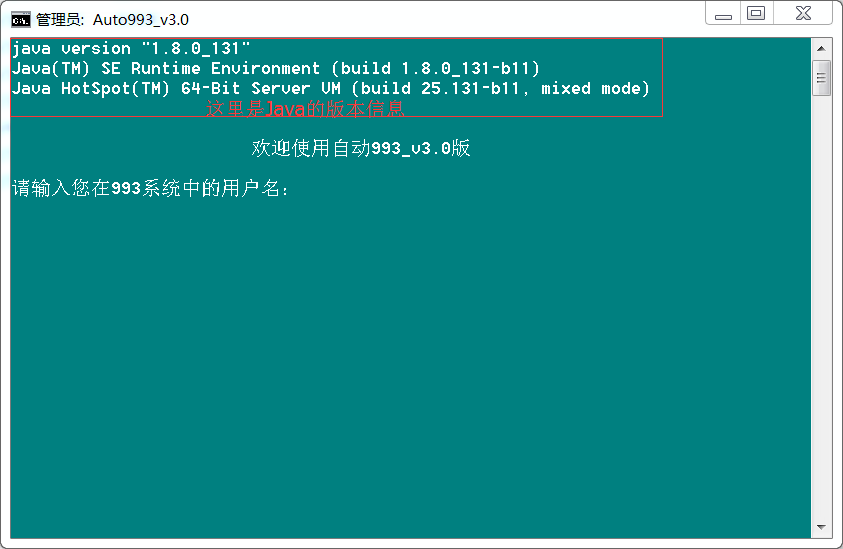 管理员: Auto993_v3.0
java version "1.8.0_131"
Java(TM) SE Runtime Environment (build 1.8.0_131-b11)
Java HotSpot(TM) 64-Bit Server VM (build 25.131-b11, mixed mode)
这里是Java的版本信息
欢迎使用自动993_v3.0版
请输入您在993系统中的用户名: